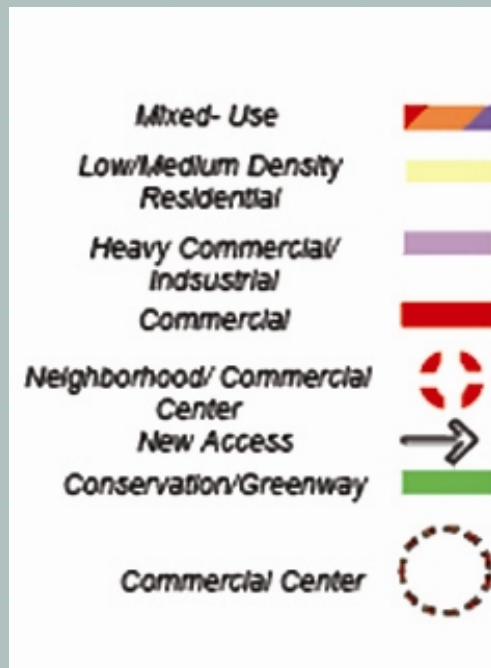 Mixed- Use
Low/Medium Density
Residential
Heavy Commercial/
Indsustrial
Commercial
Neighborhood/ Commercial
Center
New Access
Conservation/Greenway
Commercial Center